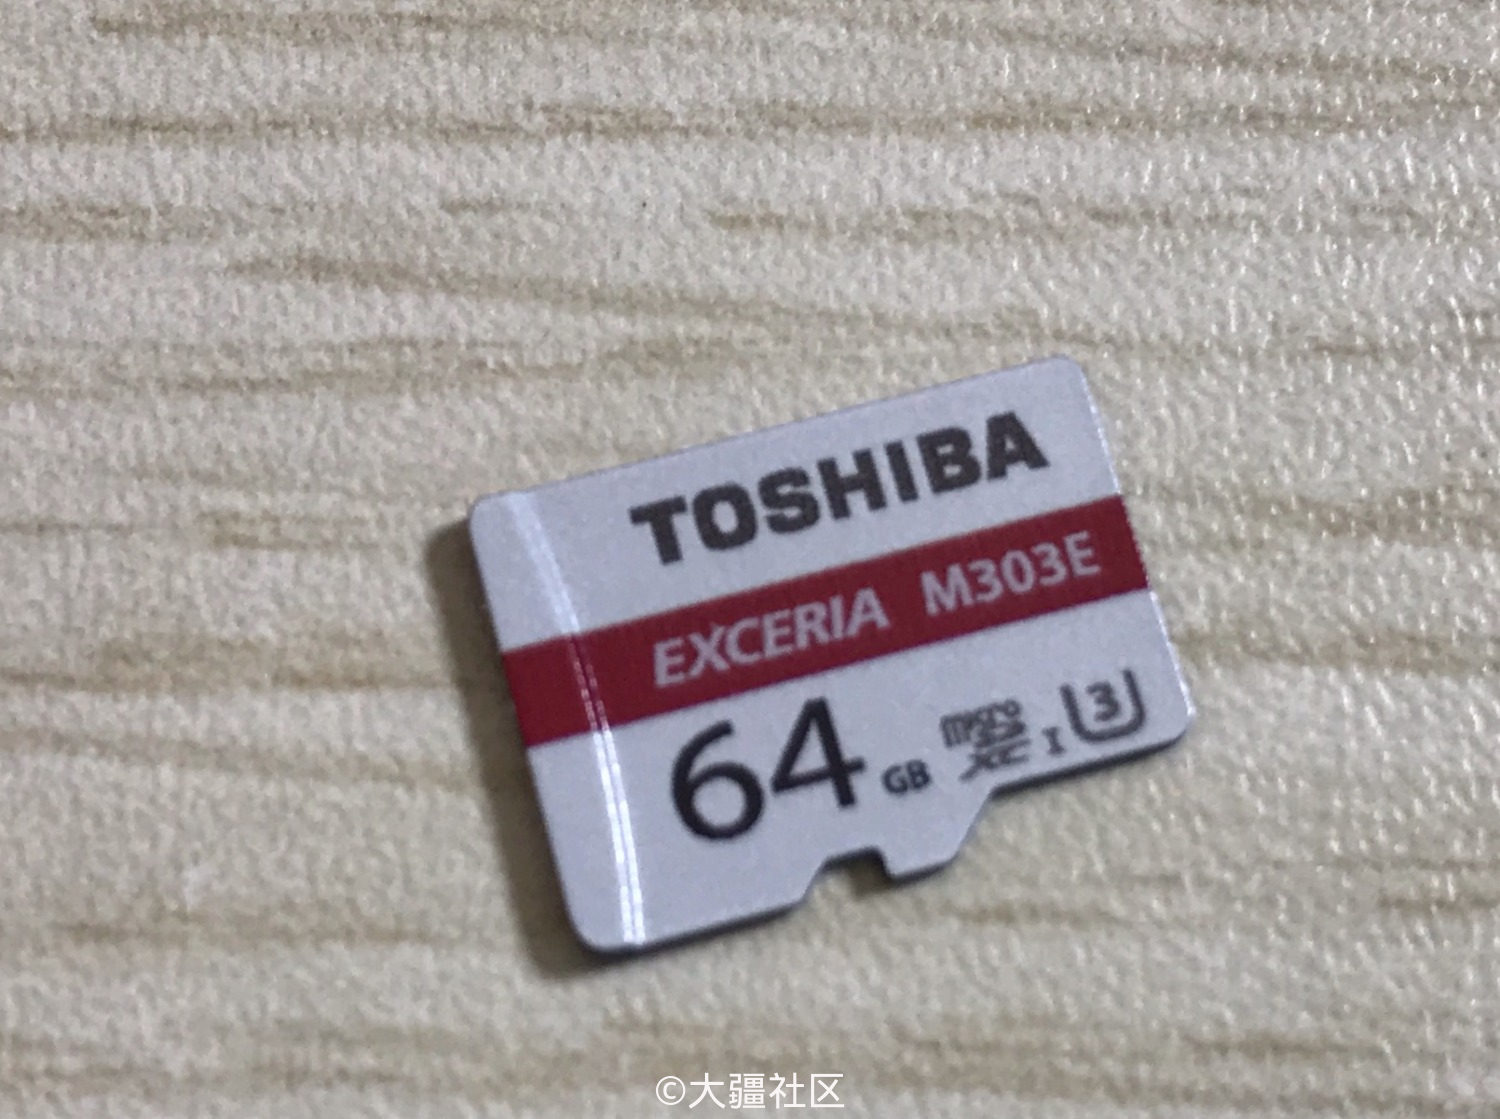 TOSHIBA
EXCERIA M303E
64 GB micro SD XC I 3
©大疆社区